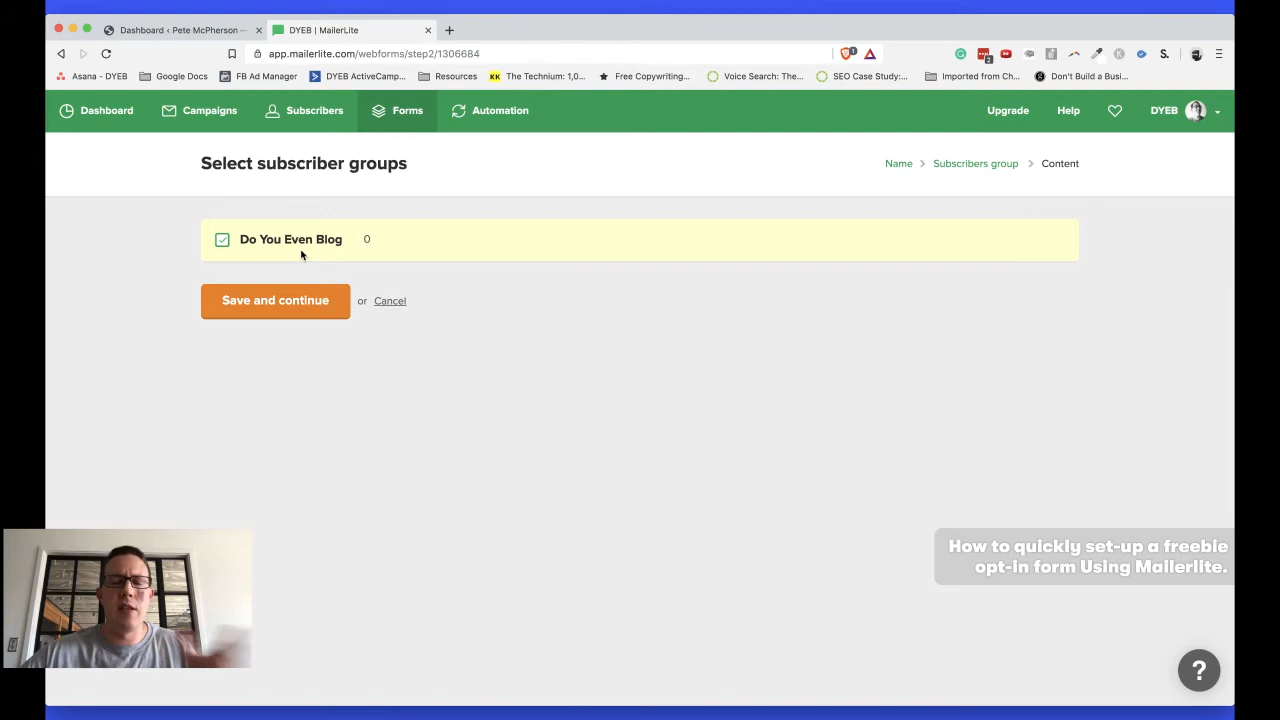 Dashboard ‹ Pete McPherson —
DYEB | MailerLite
app.mailerlite.com/webforms/step2/1306684
1
2
Asana - DYEB
Google Docs
FB Ad Manager
DYEB ActiveCamp...
Resources
KK The Technium: 1,0...
Free Copywriting...
Voice Search: The...
SEO Case Study:...
Imported from Ch...
Don't Build a Busi...
Dashboard
Campaigns
Subscribers
Forms
Automation
Upgrade
Help
DYEB
Select subscriber groups
Name
Subscribers group
Content
Do You Even Blog 0
Save and continue or Cancel
How to quickly set-up a freebie
opt-in form Using Mailerlite.
?